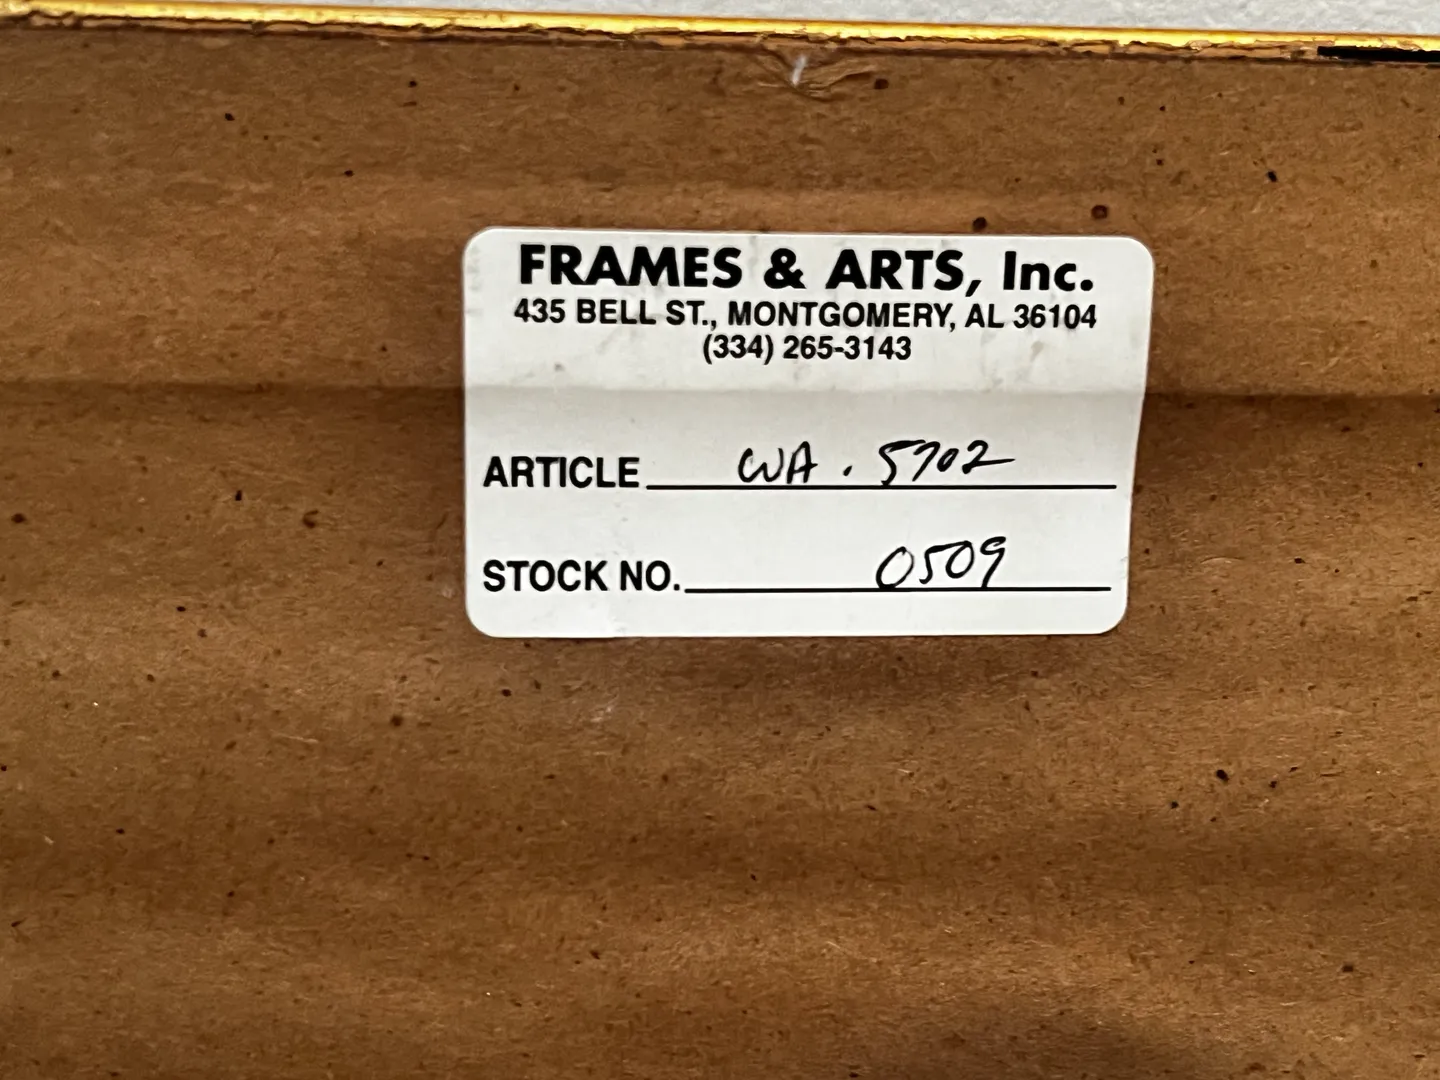 FRAMES & ARTS, Inc.
435 BELL ST., MONTGOMERY, AL 36104
(334) 265-3143
ARTICLE WA. 5702
STOCK NO. 0509